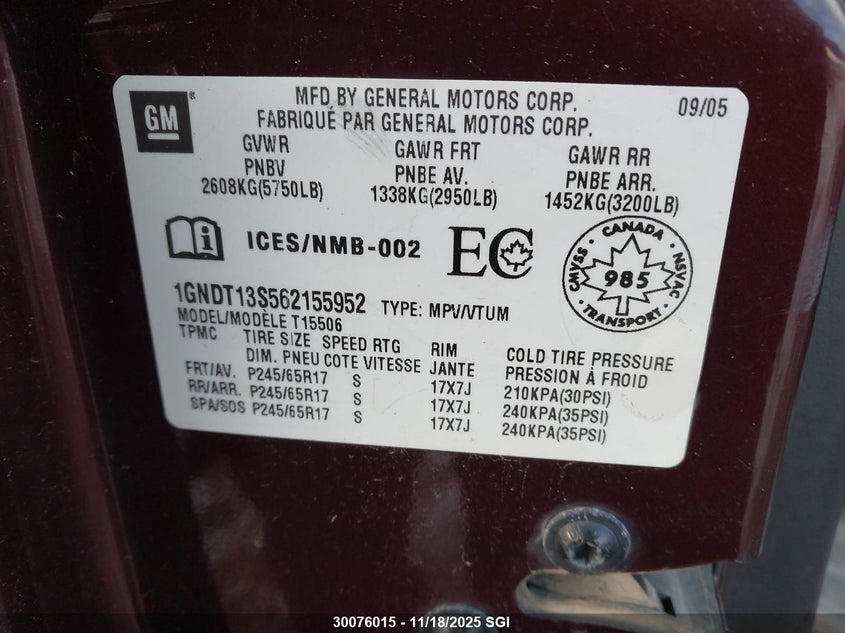 GM
MFD BY GENERAL MOTORS CORP. 09/05
FABRIQUÉ PAR GENERAL MOTORS CORP.
GVWR GAWR FRT GAWR RR
PNBV PNBE AV. PNBE ARR.
2608KG(5750LB) 1338KG(2950LB) 1452KG(3200LB)
i ICES/NMB-002 EC
CANADA
CMVSS 985 NSVAC
TRANSPORT
1GNDT13S562155952 TYPE: MPV/VTUM
MODEL/MODÈLE T15506
TPMC TIRE SIZE SPEED RTG RIM COLD TIRE PRESSURE
DIM. PNEU COTE VITESSE JANTE PRESSION À FROID
FRT/AV. P245/65R17 S 17X7J 210KPA(30PSI)
RR/ARR. P245/65R17 S 17X7J 240KPA(35PSI)
SPA/SOS P245/65R17 S 17X7J 240KPA(35PSI)
30076015 - 11/18/2025 SGI